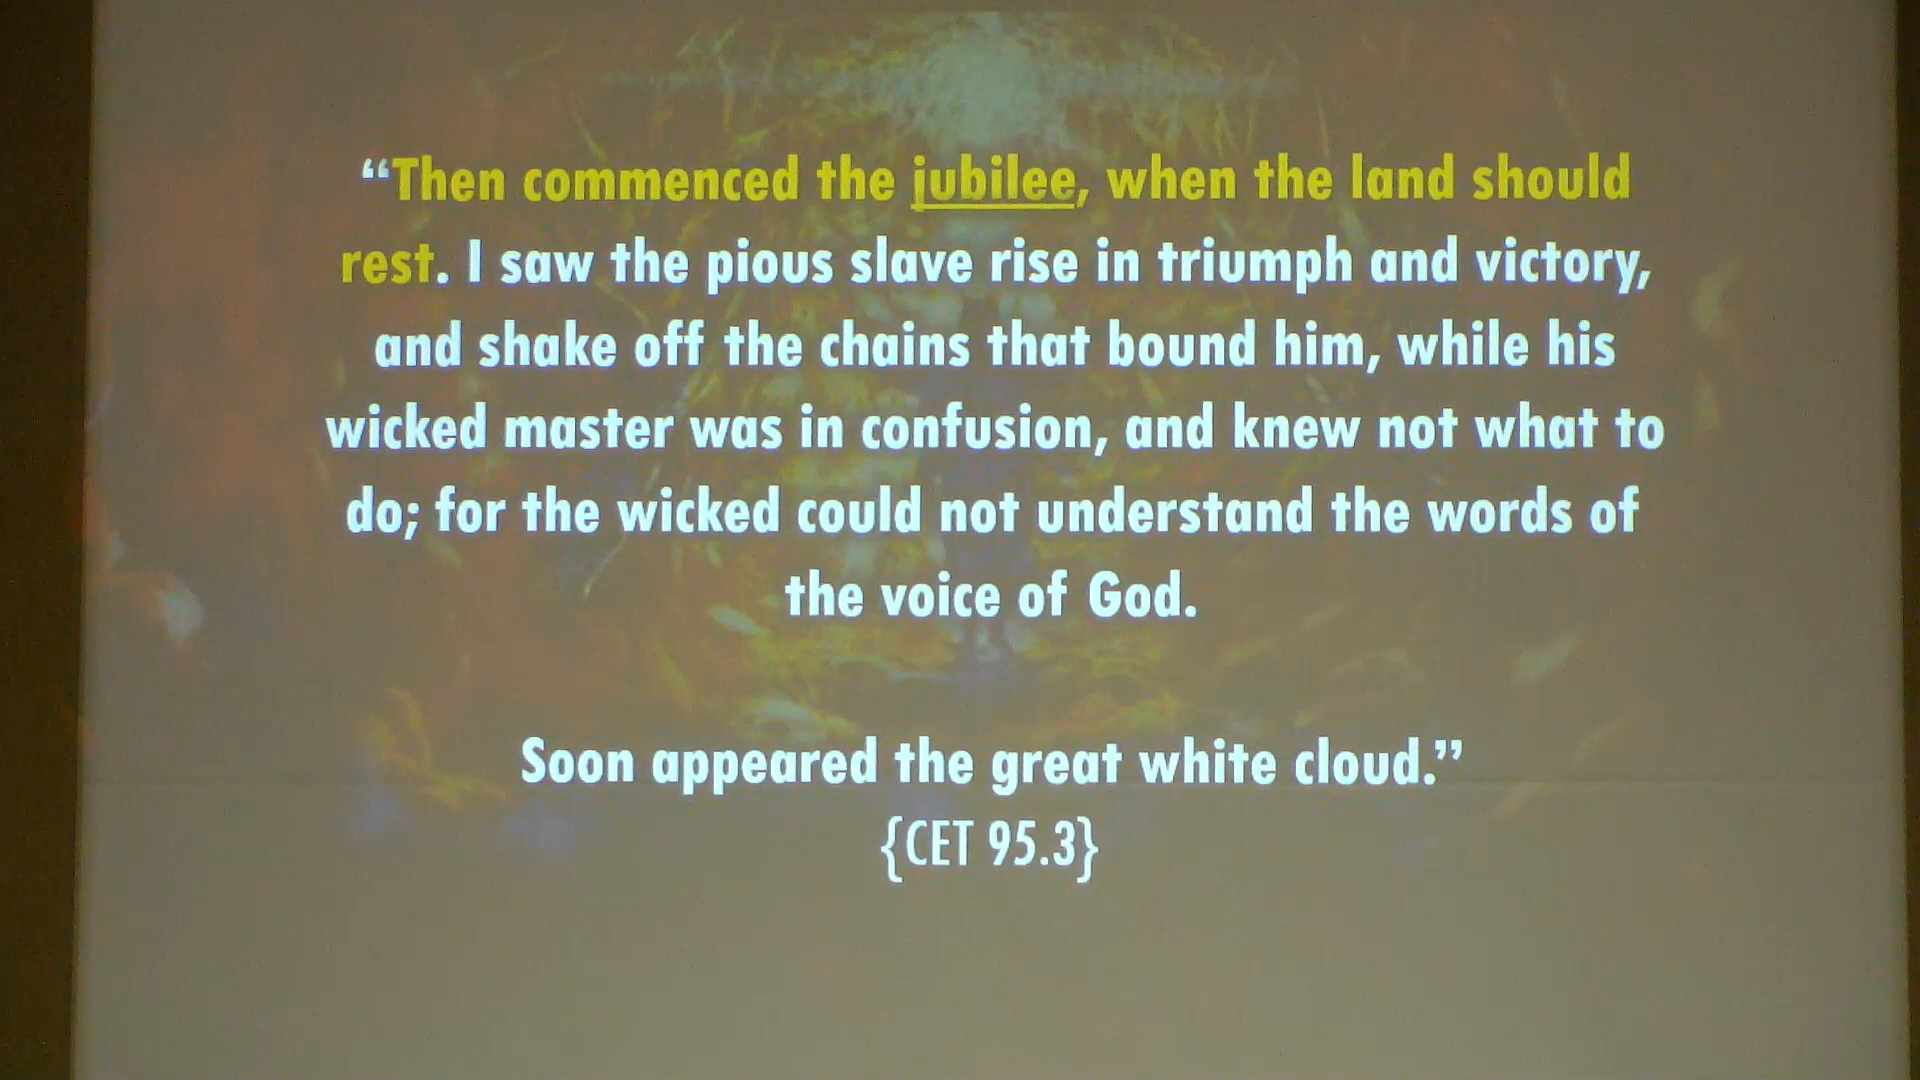 “Then commenced the jubilee, when the land should
rest. I saw the pious slave rise in triumph and victory,
and shake off the chains that bound him, while his
wicked master was in confusion, and knew not what to
do; for the wicked could not understand the words of
the voice of God.
Soon appeared the great white cloud.”
{CET 95.3}